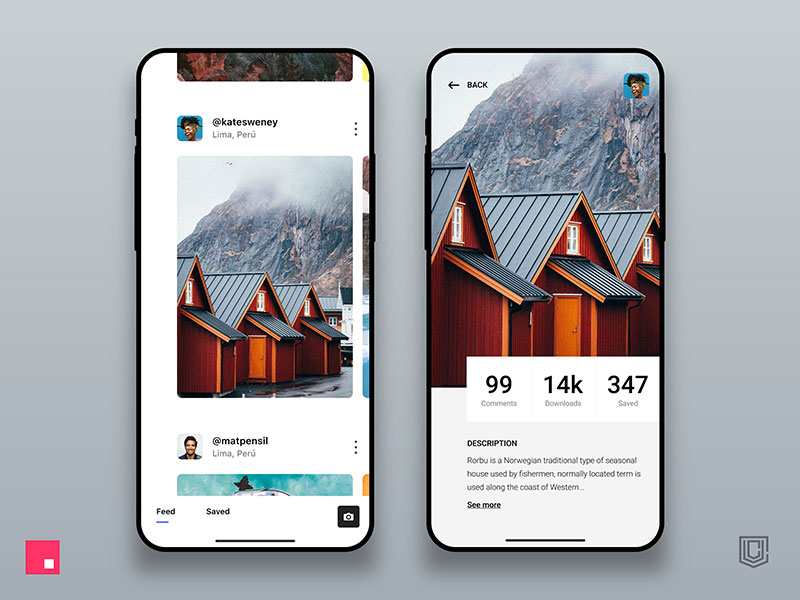 @katesweney
Lima, Perú
@matpensil
Lima, Perú
Feed
Saved
BACK
99
Comments
14k
Downloads
347
Saved
DESCRIPTION
Rorbu is a Norwegian traditional type of seasonal
house used by fishermen, normally located term is
used along the coast of Western...
See more